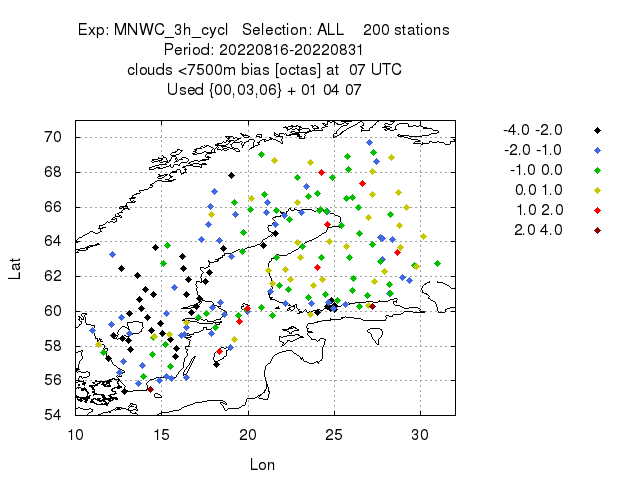 Exp: MNWC_3h_cycl Selection: ALL 200 stations
Period: 20220816-20220831
clouds <7500m bias [octas] at 07 UTC
Used {00,03,06} + 01 04 07
70
68
66
64
62
60
58
56
54
Lat
10 15 20 25 30
Lon
-4.0 -2.0
-2.0 -1.0
-1.0 0.0
0.0 1.0
1.0 2.0
2.0 4.0